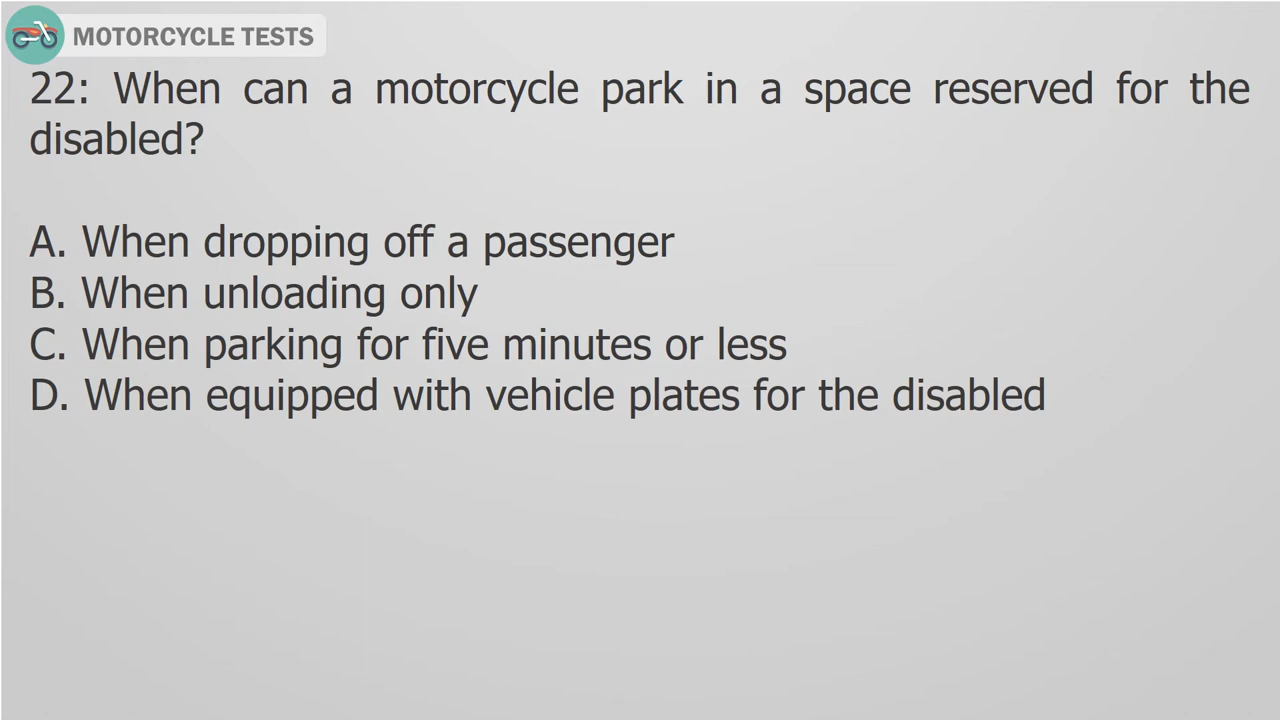 MOTORCYCLE TESTS
22: When can a motorcycle park in a space reserved for the
disabled?
A. When dropping off a passenger
B. When unloading only
C. When parking for five minutes or less
D. When equipped with vehicle plates for the disabled